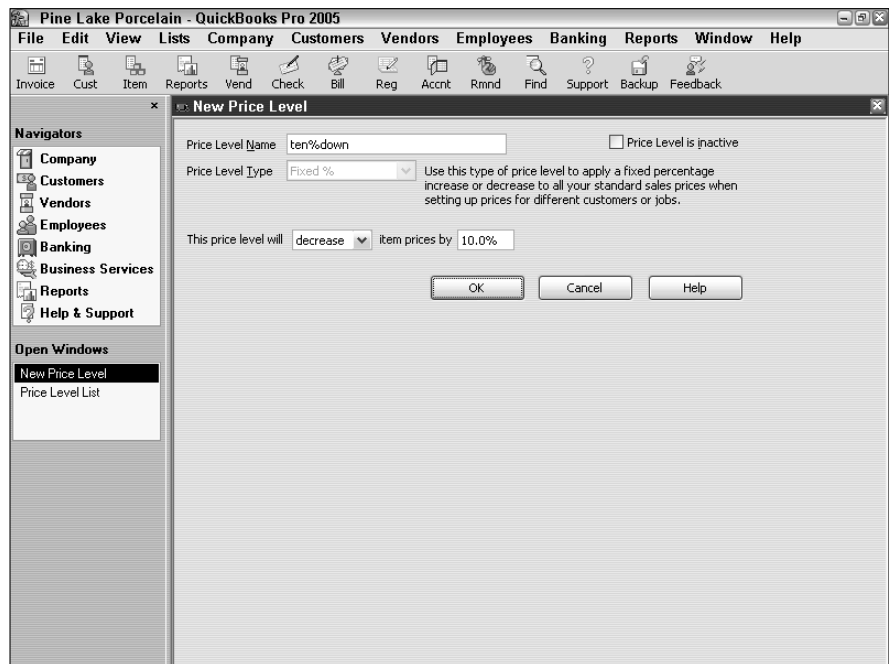 Pine Lake Porcelain - QuickBooks Pro 2005
File Edit View Lists Company Customers Vendors Employees Banking Reports Window Help
Invoice Cust Item Reports Vend Check Bill Reg Accnt Rmnd Find Support Backup Feedback
Navigators
Company
Customers
Vendors
Employees
Banking
Business Services
Reports
Help & Support
Open Windows
New Price Level
Price Level List
New Price Level
Price Level Name ten%down Price Level is inactive
Price Level Type Fixed % Use this type of price level to apply a fixed percentage
increase or decrease to all your standard sales prices when
setting up prices for different customers or jobs.
This price level will decrease item prices by 10.0%
OK Cancel Help